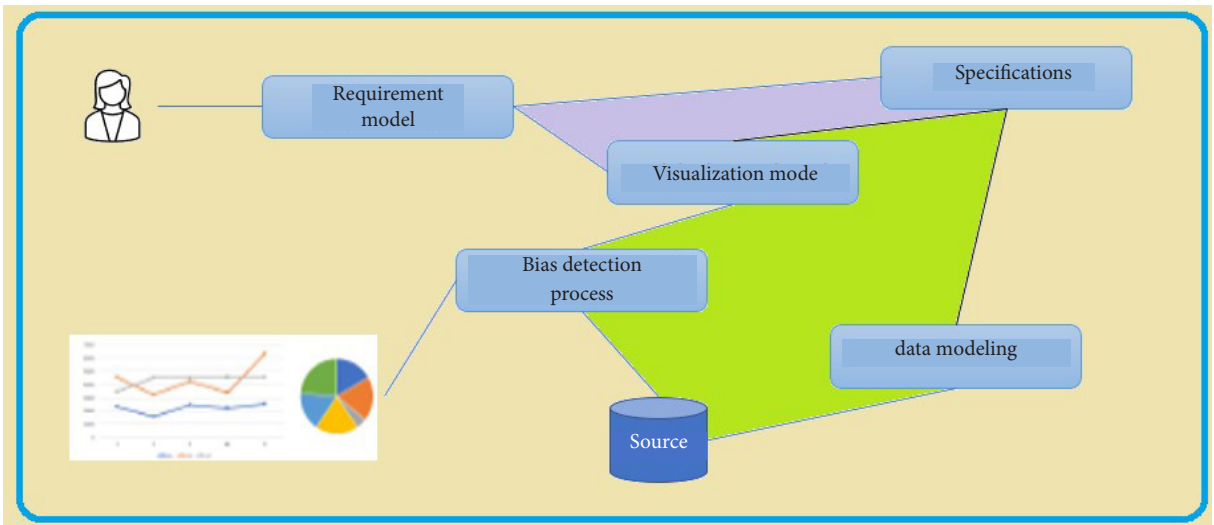 Requirement
model
Specifications
Visualization mode
Bias detection
process
data modeling
Source